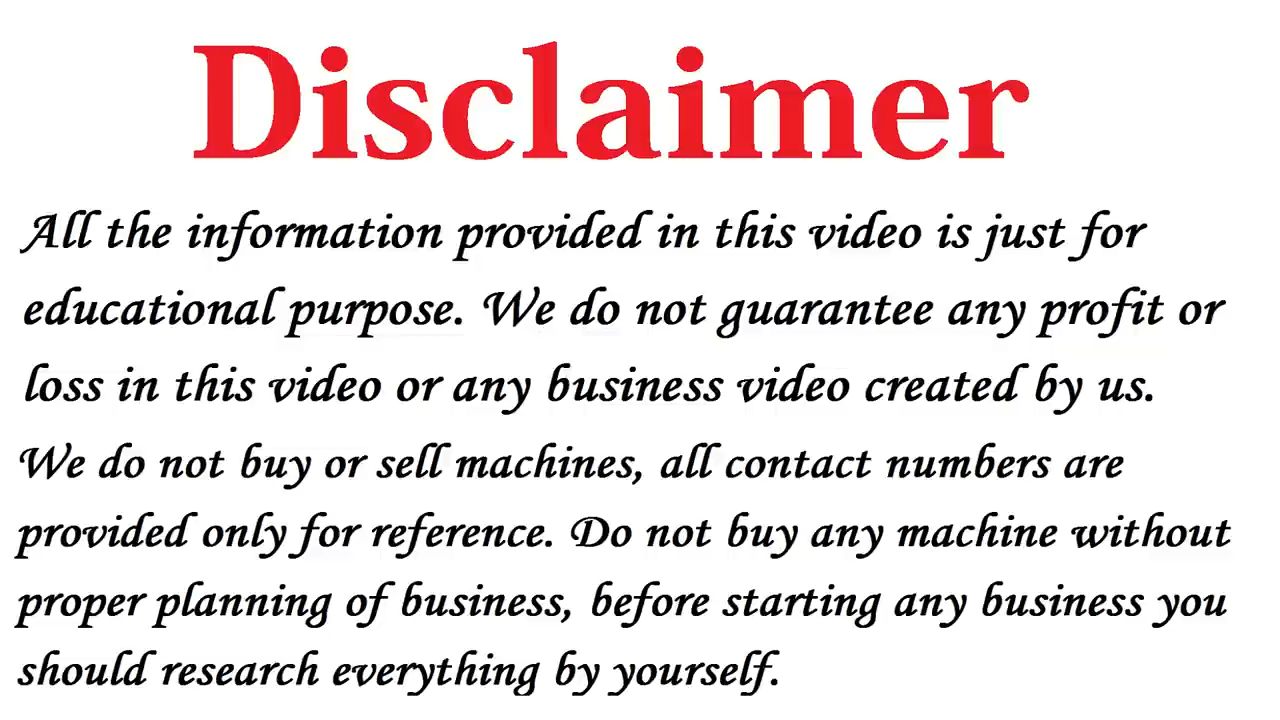 Disclaimer
All the information provided in this video is just for
educational purpose. We do not guarantee any profit or
loss in this video or any business video created by us.
We do not buy or sell machines, all contact numbers are
provided only for reference. Do not buy any machine without
proper planning of business, before starting any business you
should research everything by yourself.